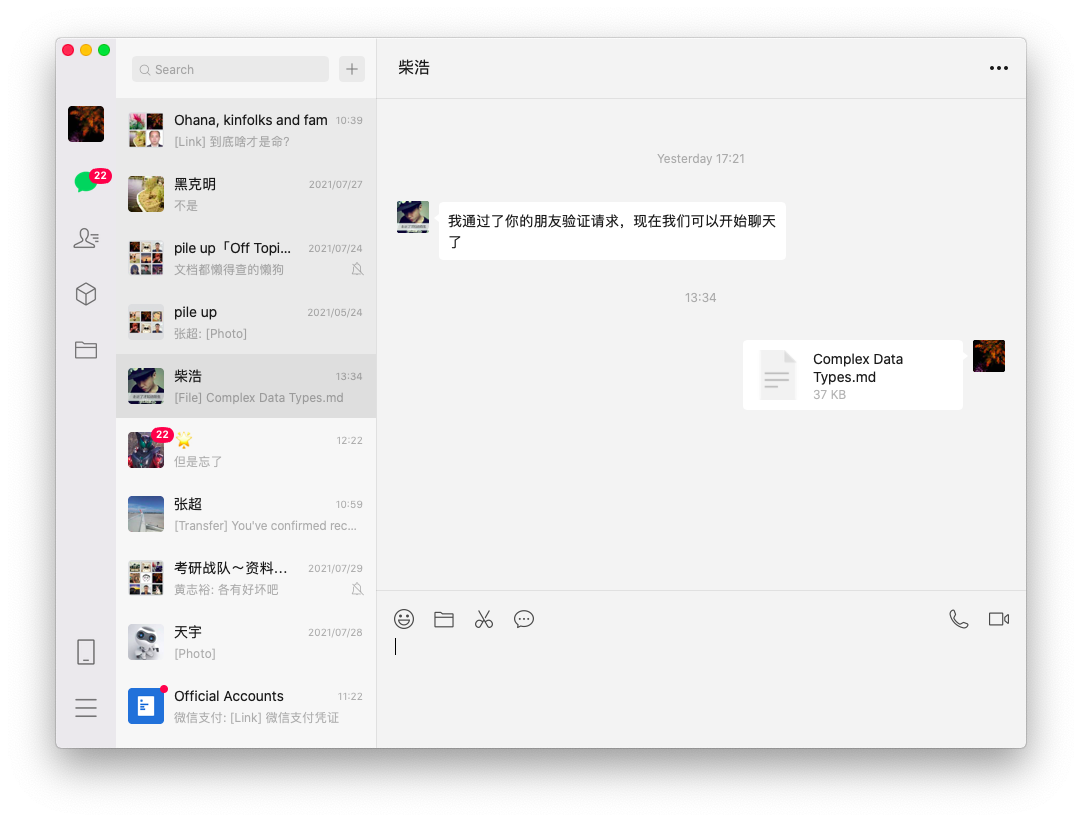 Search
柴浩
22
Ohana, kinfolks and fam 10:39
[Link] 到底啥才是命?
黑克明 2021/07/27
不是
pile up「Off Topi... 2021/07/24
文档都懒得查的懒狗
pile up 2021/05/24
张超: [Photo]
柴浩 13:34
[File] Complex Data Types.md
22
12:22
但是忘了
张超 10:59
[Transfer] You've confirmed rec...
考研战队～资料... 2021/07/29
黄志裕: 各有好坏吧
天宇 2021/07/28
[Photo]
Official Accounts 11:22
微信支付: [Link] 微信支付凭证
Yesterday 17:21
我通过了你的朋友验证请求，现在我们可以开始聊天
了
13:34
Complex Data
Types.md
37 KB